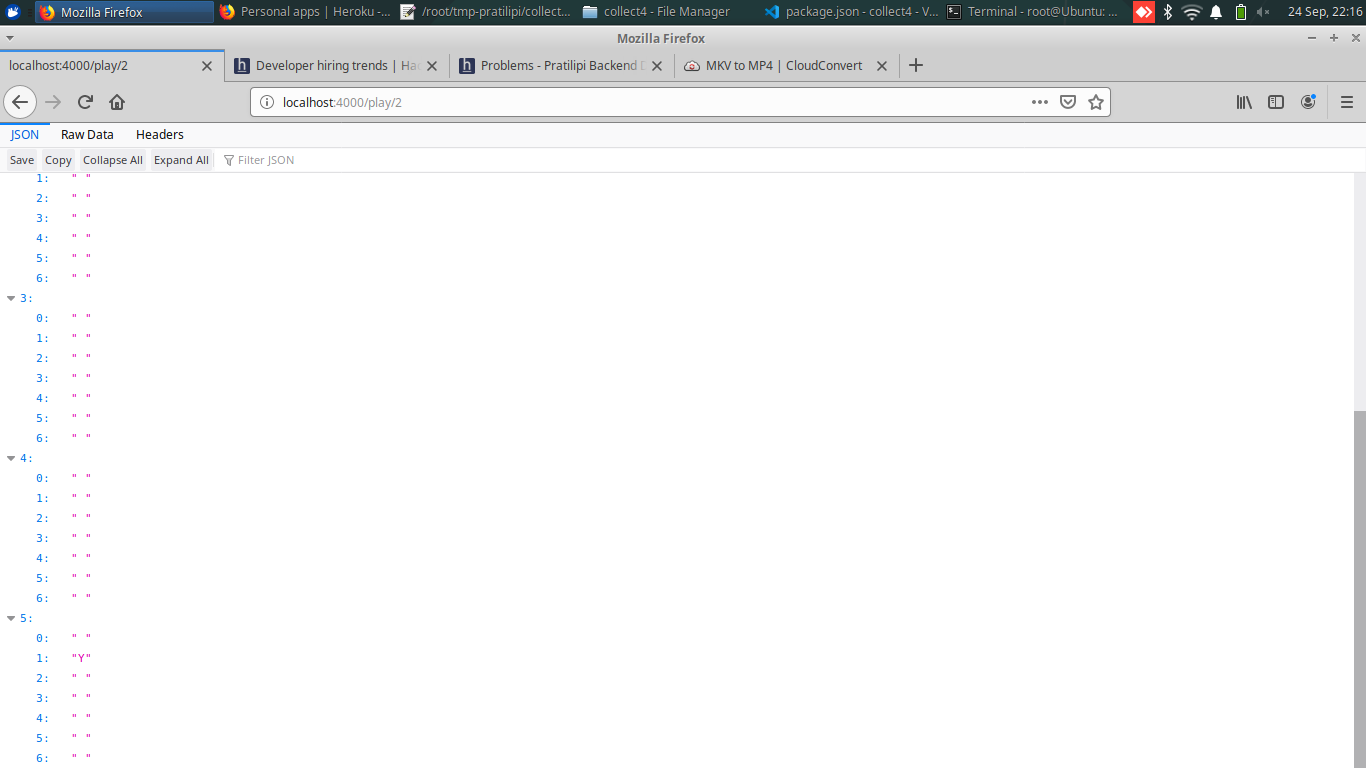 Mozilla Firefox
Personal apps | Heroku -...
/root/tmp-pratilipi/collect...
collect4 - File Manager
package.json - collect4 - V...
Terminal - root@Ubuntu: ...
24 Sep, 22:16
Mozilla Firefox
localhost:4000/play/2
Developer hiring trends | Ha
Problems - Pratilipi Backend
MKV to MP4 | CloudConvert
localhost:4000/play/2
JSON Raw Data Headers
Save Copy Collapse All Expand All Filter JSON
1: " "
2: " "
3: " "
4: " "
5: " "
6: " "
3:
0: " "
1: " "
2: " "
3: " "
4: " "
5: " "
6: " "
4:
0: " "
1: " "
2: " "
3: " "
4: " "
5: " "
6: " "
5:
0: " "
1: "Y"
2: " "
3: " "
4: " "
5: " "
6: " "